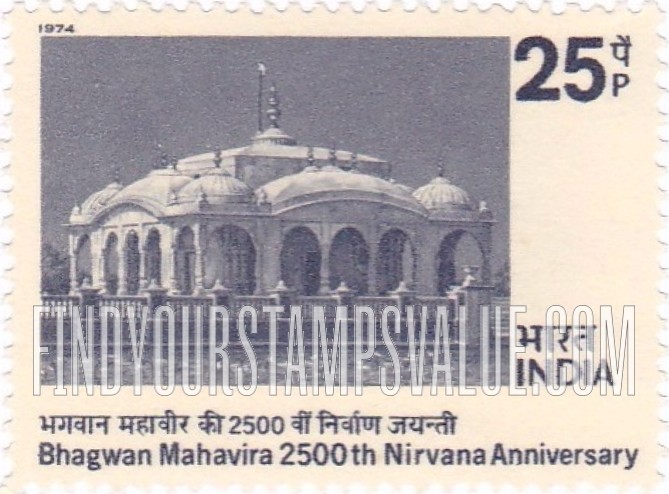 1974
25 पै
P
FINDYOURSTAMPSVALUE.COM
भारत
INDIA
भगवान महावीर की 2500 वीं निर्वाण जयन्ती
Bhagwan Mahavira 2500th Nirvana Anniversary